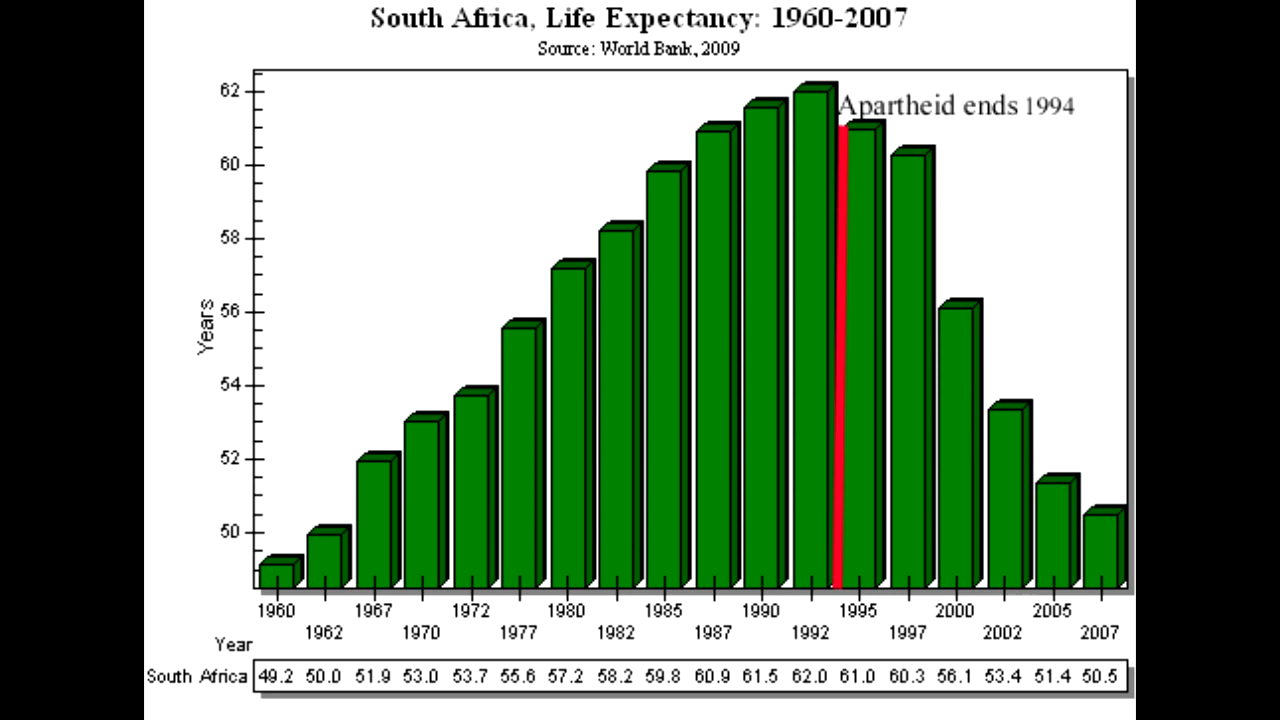 South Africa, Life Expectancy: 1960-2007
Source: World Bank, 2009
Apartheid ends 1994
62
60
58
56
54
52
50
Years
1960 1967 1972 1980 1985 1990 1995 2000 2005
1962 1970 1977 1982 1987 1992 1997 2002 2007
Year
South Africa 49.2 50.0 51.9 53.0 53.7 55.6 57.2 58.2 59.8 60.9 61.5 62.0 61.0 60.3 56.1 53.4 51.4 50.5